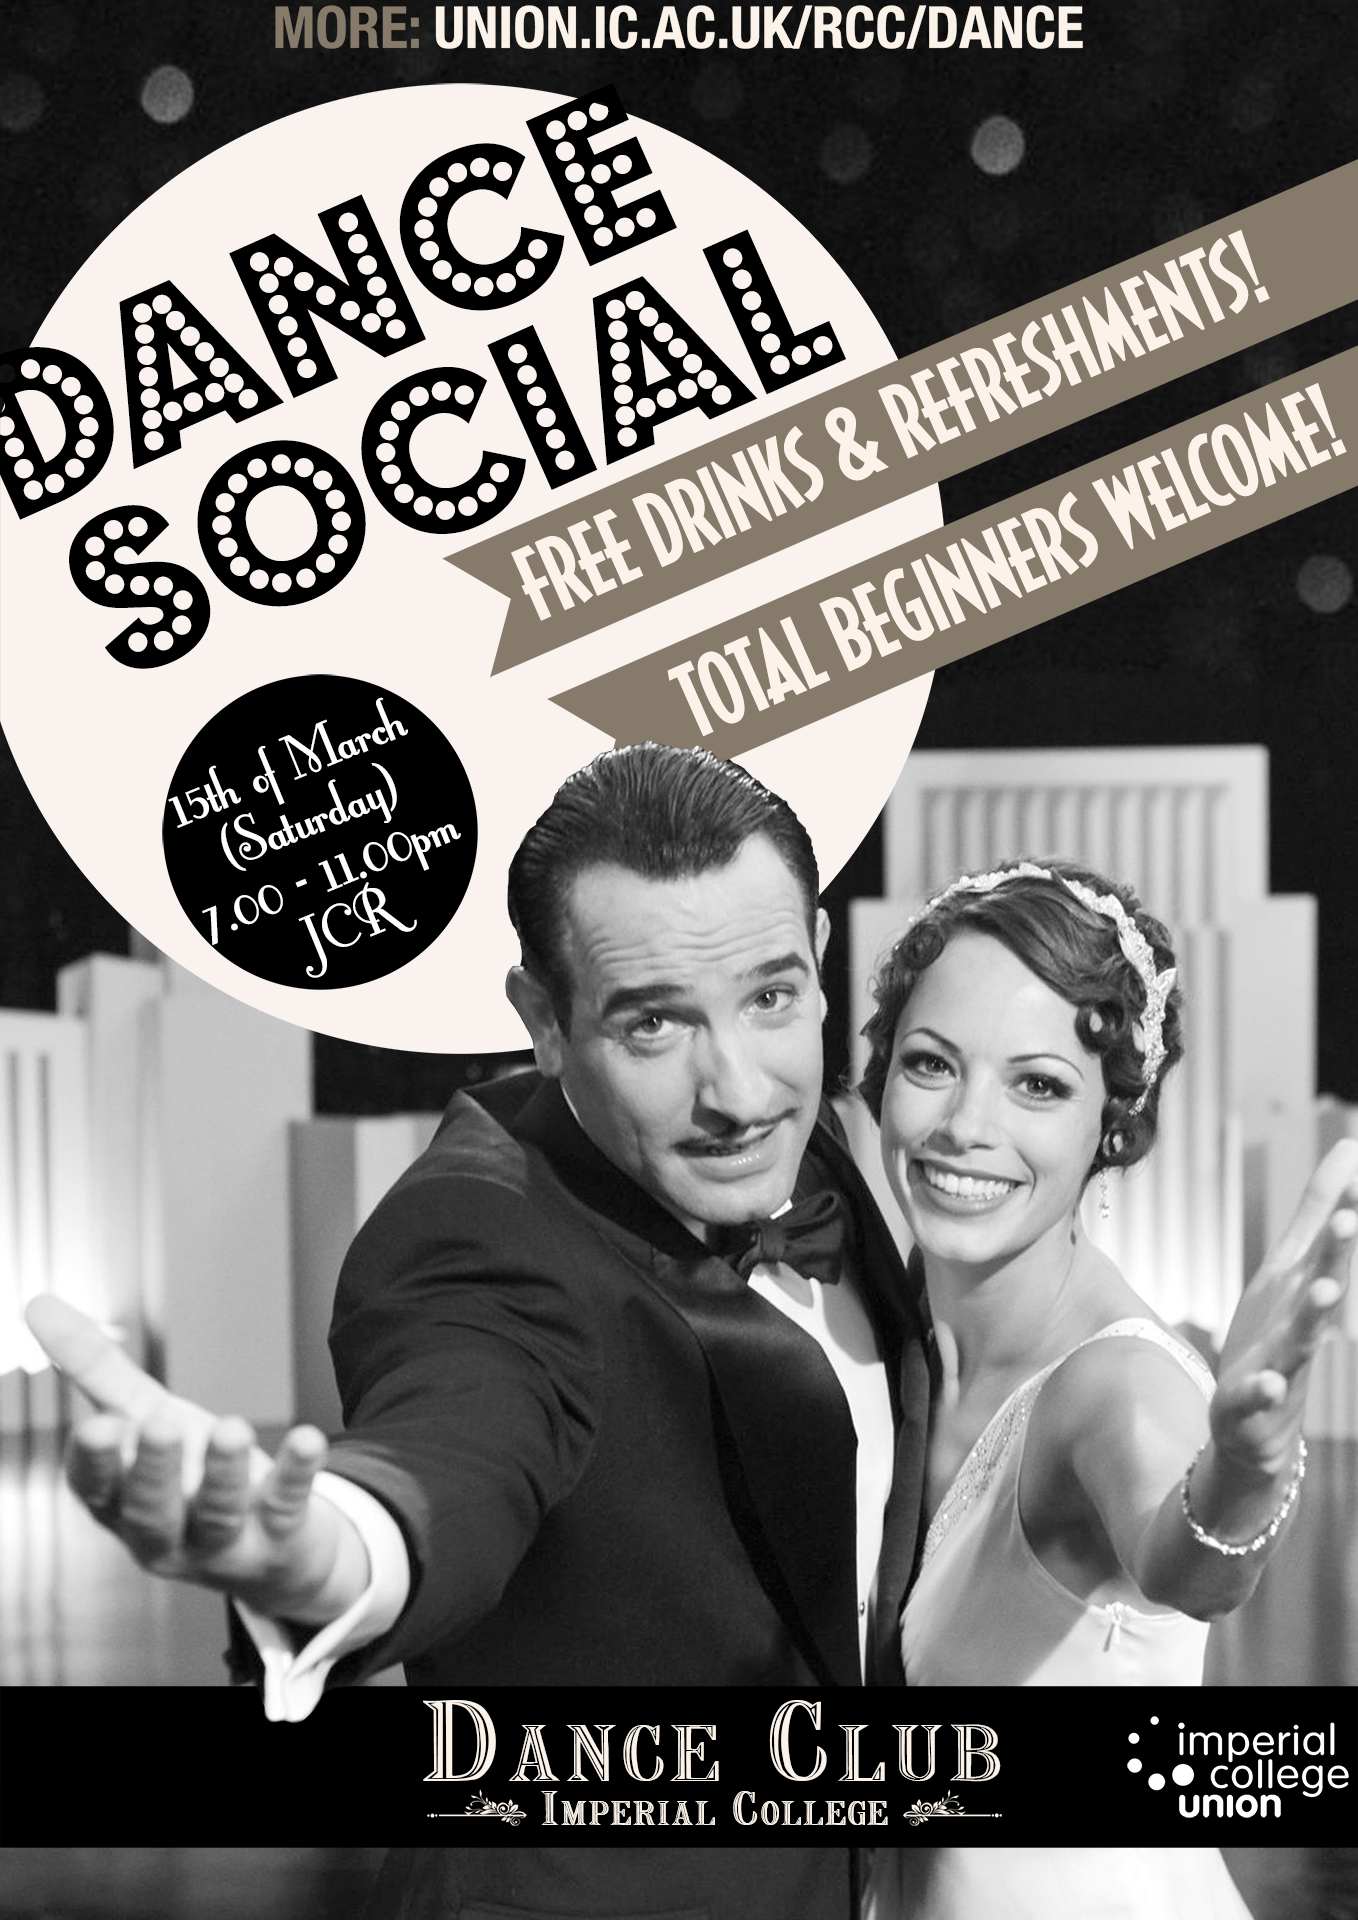 MORE: UNION.IC.AC.UK/RCC/DANCE
DANCE
SOCIAL
FREE DRINKS & REFRESHMENTS!
TOTAL BEGINNERS WELCOME!
15th of March
(Saturday)
7.00 - 11.00pm
JCR
DANCE CLUB
IMPERIAL COLLEGE
imperial
college
union